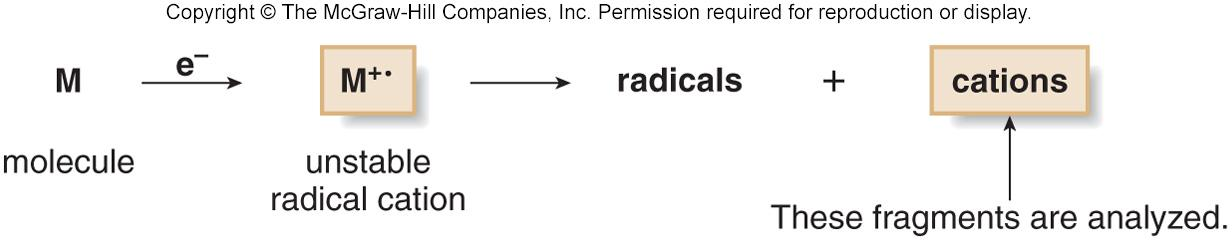 Copyright © The McGraw-Hill Companies, Inc. Permission required for reproduction or display.
M e⁻ M⁺• radicals + cations
molecule unstable
radical cation
These fragments are analyzed.